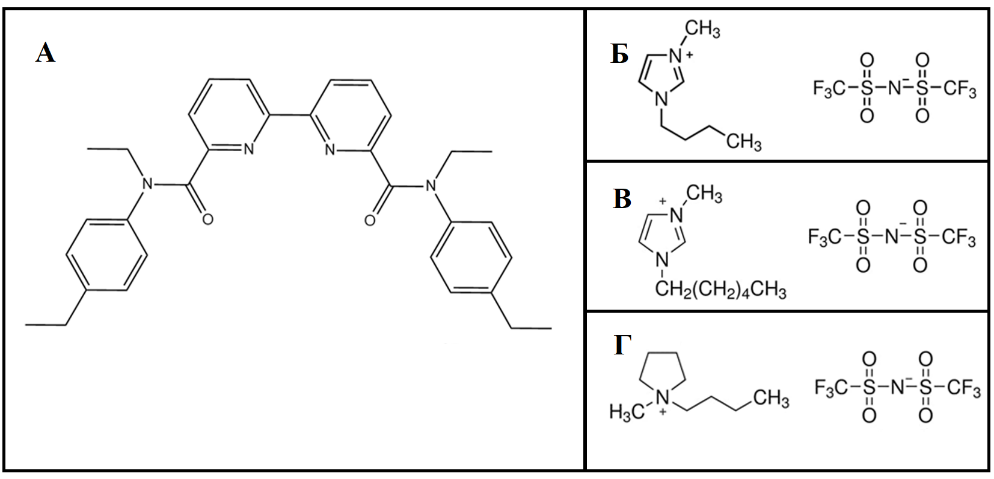 А
N
N
N
O
O
N
Б
CH₃
N
+
N
CH₃
O O
F₃C–S–N⁻–S–CF₃
O O
В
CH₃
+
N
N
CH₂(CH₂)₄CH₃
O O
F₃C–S–N⁻–S–CF₃
O O
Г
N
+
H₃C
CH₃
O O
F₃C–S–N⁻–S–CF₃
O O